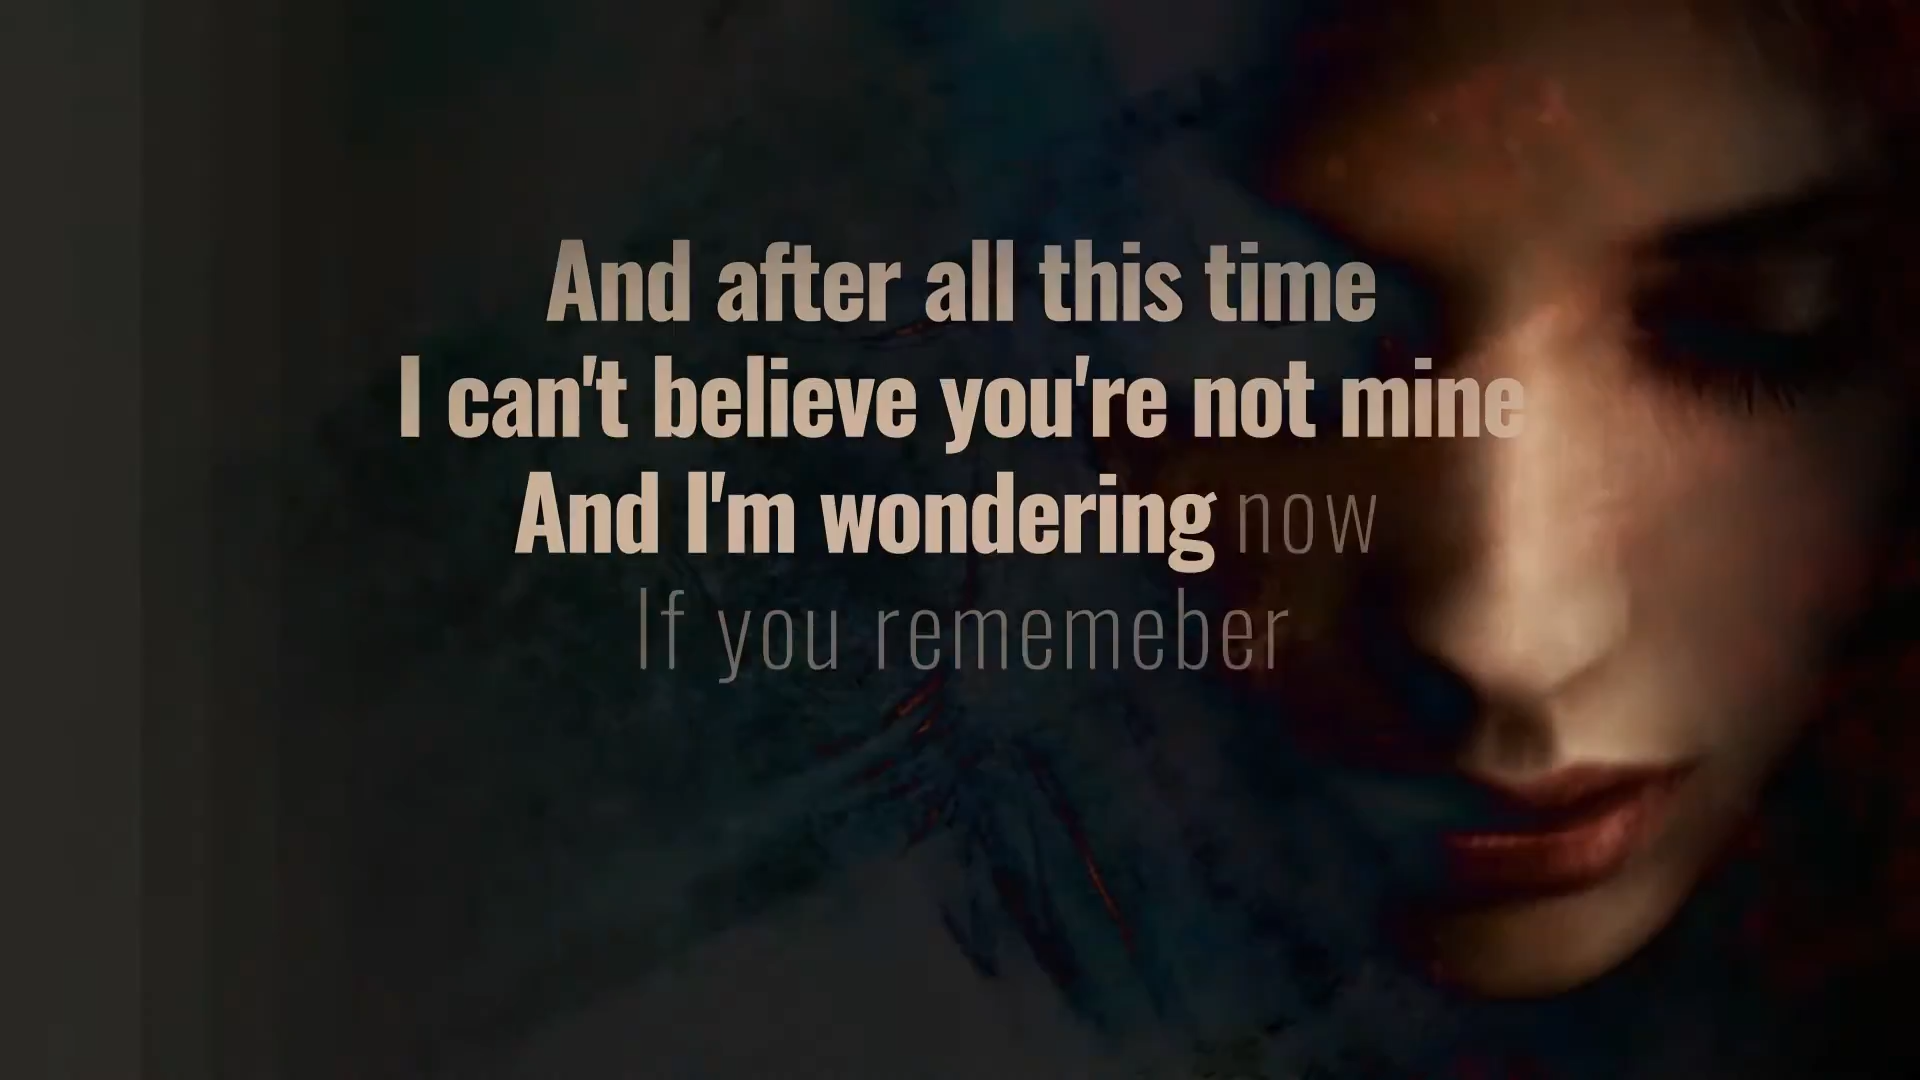 And after all this time
I can't believe you're not mine
And I'm wondering now
If you rememeber